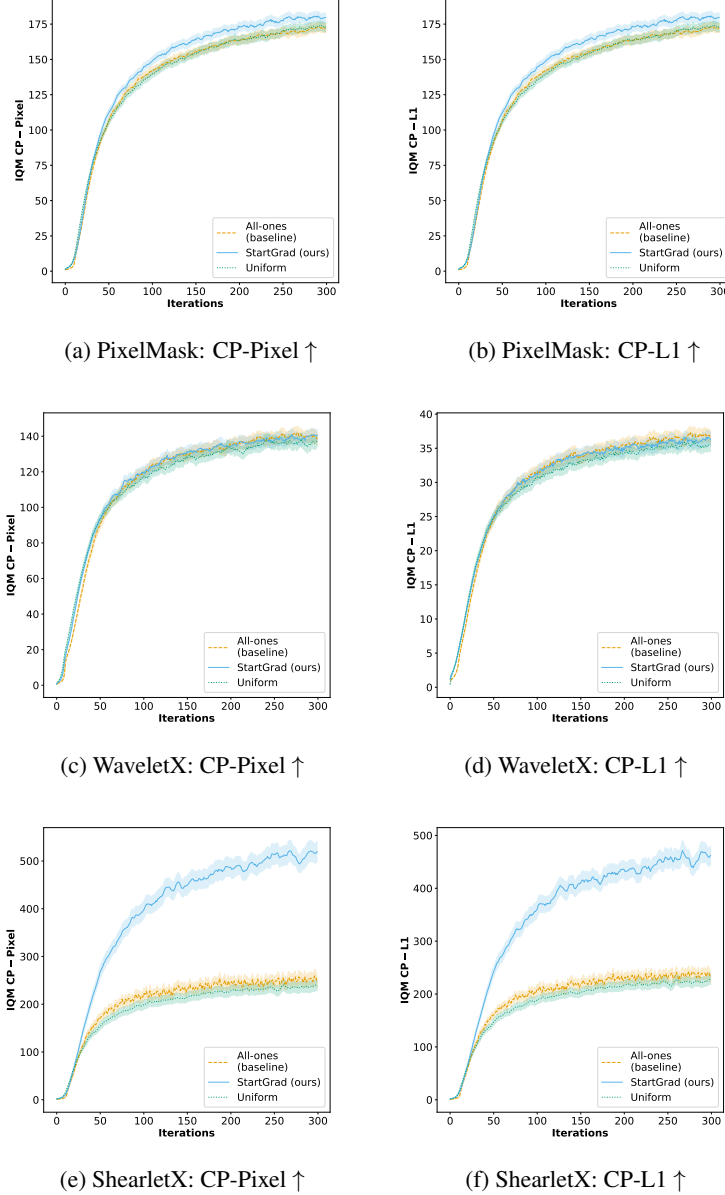 175
150
125
100
75
50
25
0
IQM CP – Pixel
0 50 100 150 200 250 300
Iterations
All-ones
(baseline)
StartGrad (ours)
Uniform
(a) PixelMask: CP-Pixel ↑
175
150
125
100
75
50
25
0
IQM CP – L1
0 50 100 150 200 250 300
Iterations
All-ones
(baseline)
StartGrad (ours)
Uniform
(b) PixelMask: CP-L1 ↑
140
120
100
80
60
40
20
0
IQM CP – Pixel
0 50 100 150 200 250 300
Iterations
All-ones
(baseline)
StartGrad (ours)
Uniform
(c) WaveletX: CP-Pixel ↑
40
35
30
25
20
15
10
5
0
IQM CP – L1
0 50 100 150 200 250 300
Iterations
All-ones
(baseline)
StartGrad (ours)
Uniform
(d) WaveletX: CP-L1 ↑
500
400
300
200
100
0
IQM CP – Pixel
0 50 100 150 200 250 300
Iterations
All-ones
(baseline)
StartGrad (ours)
Uniform
(e) ShearletX: CP-Pixel ↑
500
400
300
200
100
0
IQM CP – L1
0 50 100 150 200 250 300
Iterations
All-ones
(baseline)
StartGrad (ours)
Uniform
(f) ShearletX: CP-L1 ↑